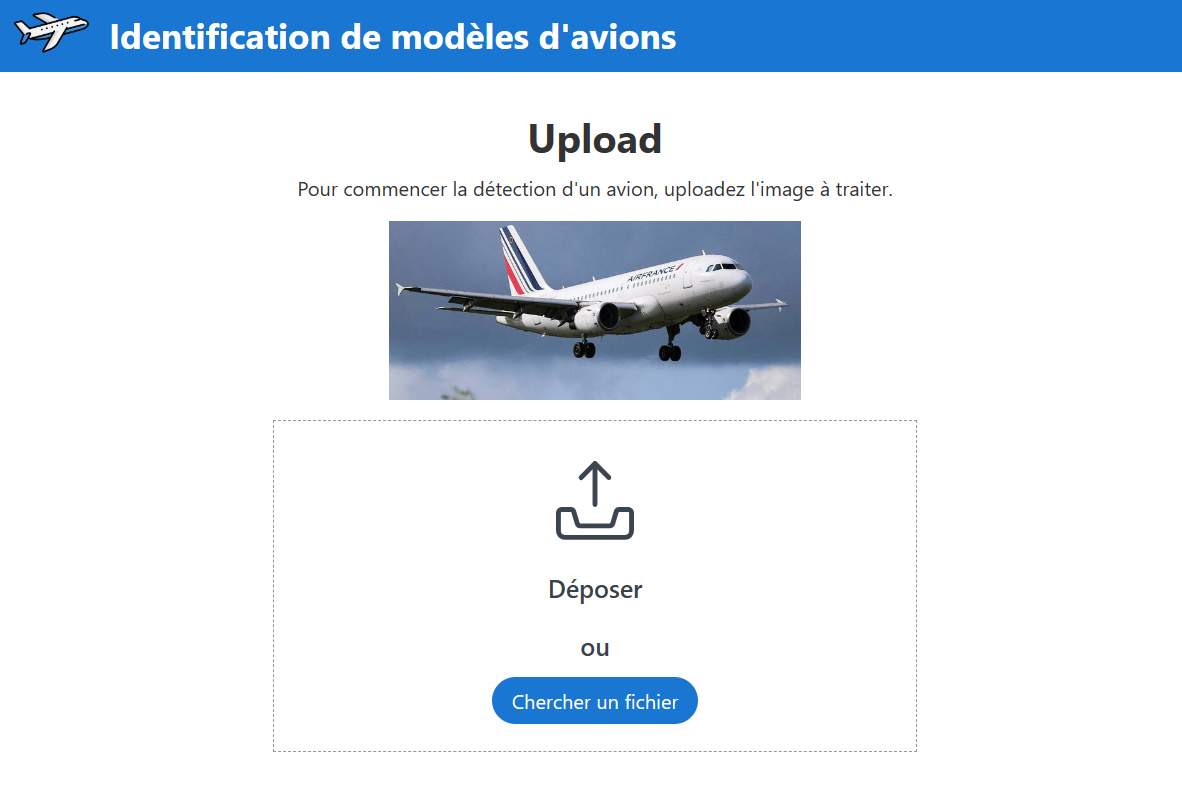 Identification de modèles d'avions
Upload
Pour commencer la détection d'un avion, uploadez l'image à traiter.
AIRFRANCE
Déposer
ou
Chercher un fichier